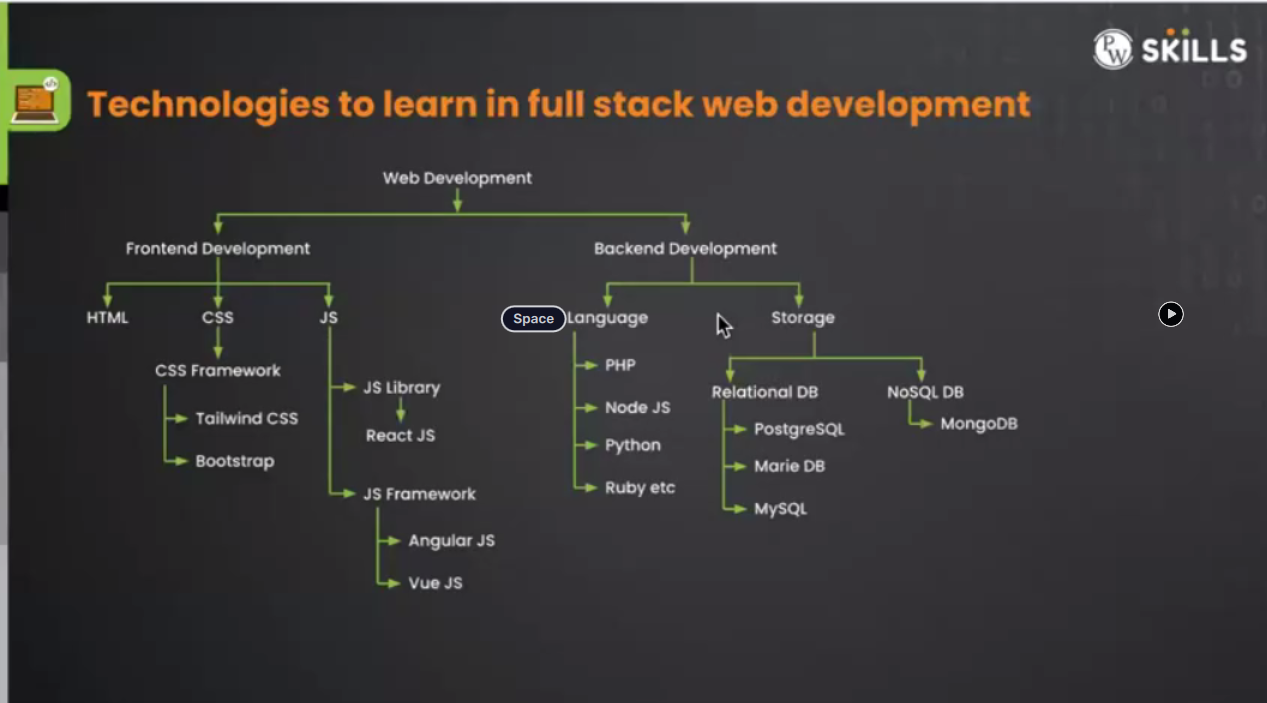 PW SKILLS
</>
Technologies to learn in full stack web development
Web Development
Frontend Development
Backend Development
HTML
CSS
JS
Space
Language
Storage
CSS Framework
Tailwind CSS
Bootstrap
JS Library
React JS
JS Framework
Angular JS
Vue JS
PHP
Node JS
Python
Ruby etc
Relational DB
PostgreSQL
Marie DB
MySQL
NoSQL DB
MongoDB